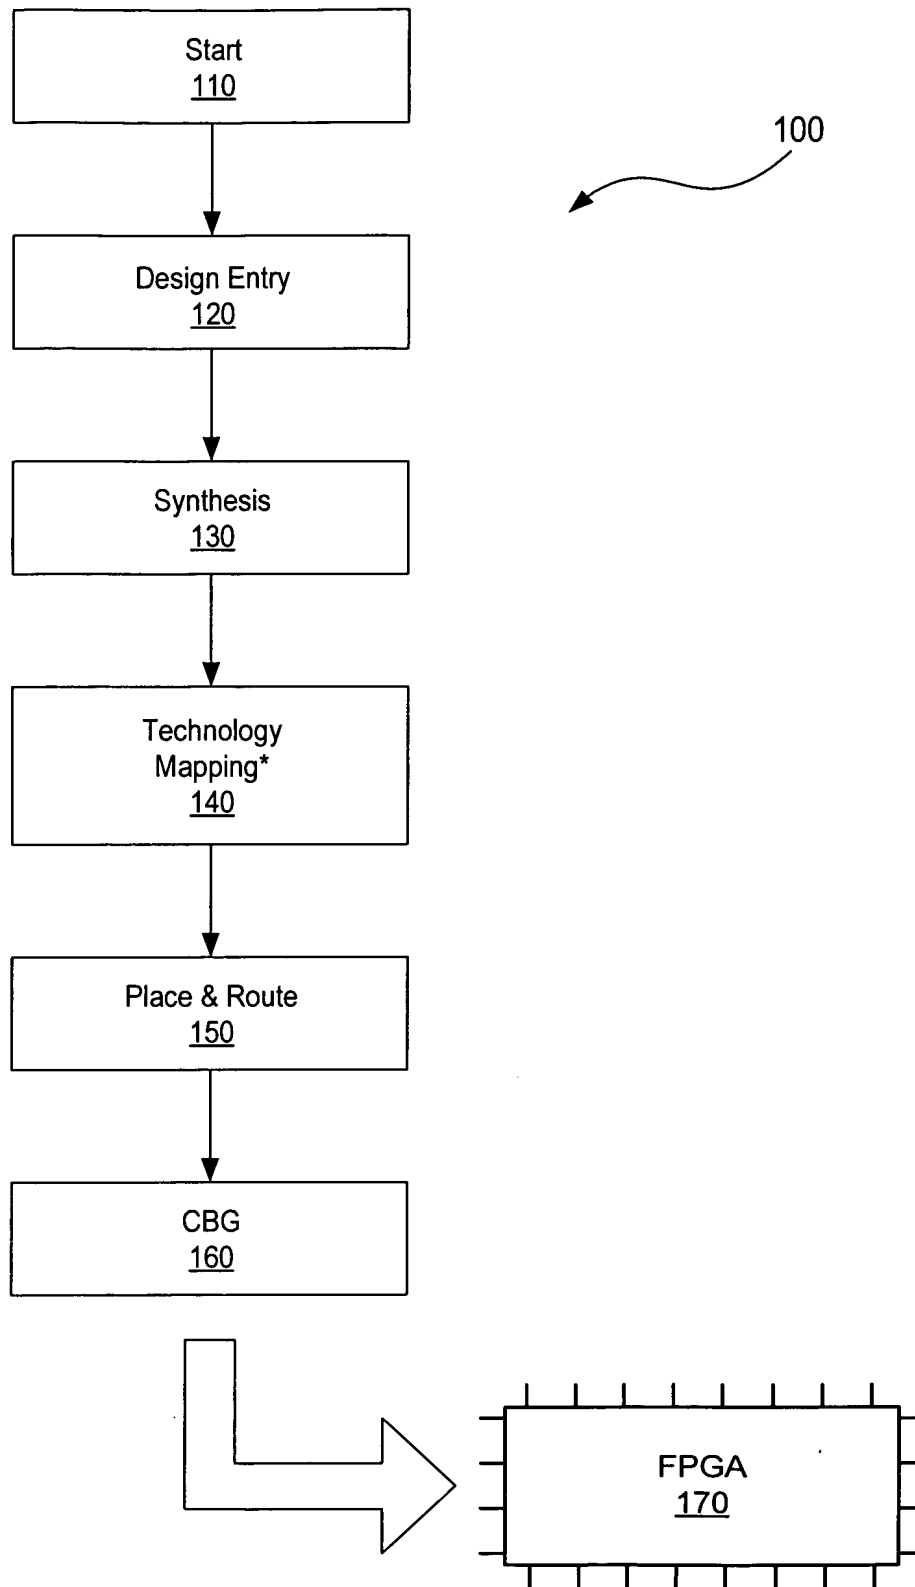 Start
110
100
Design Entry
120
Synthesis
130
Technology
Mapping*
140
Place & Route
150
CBG
160
FPGA
170